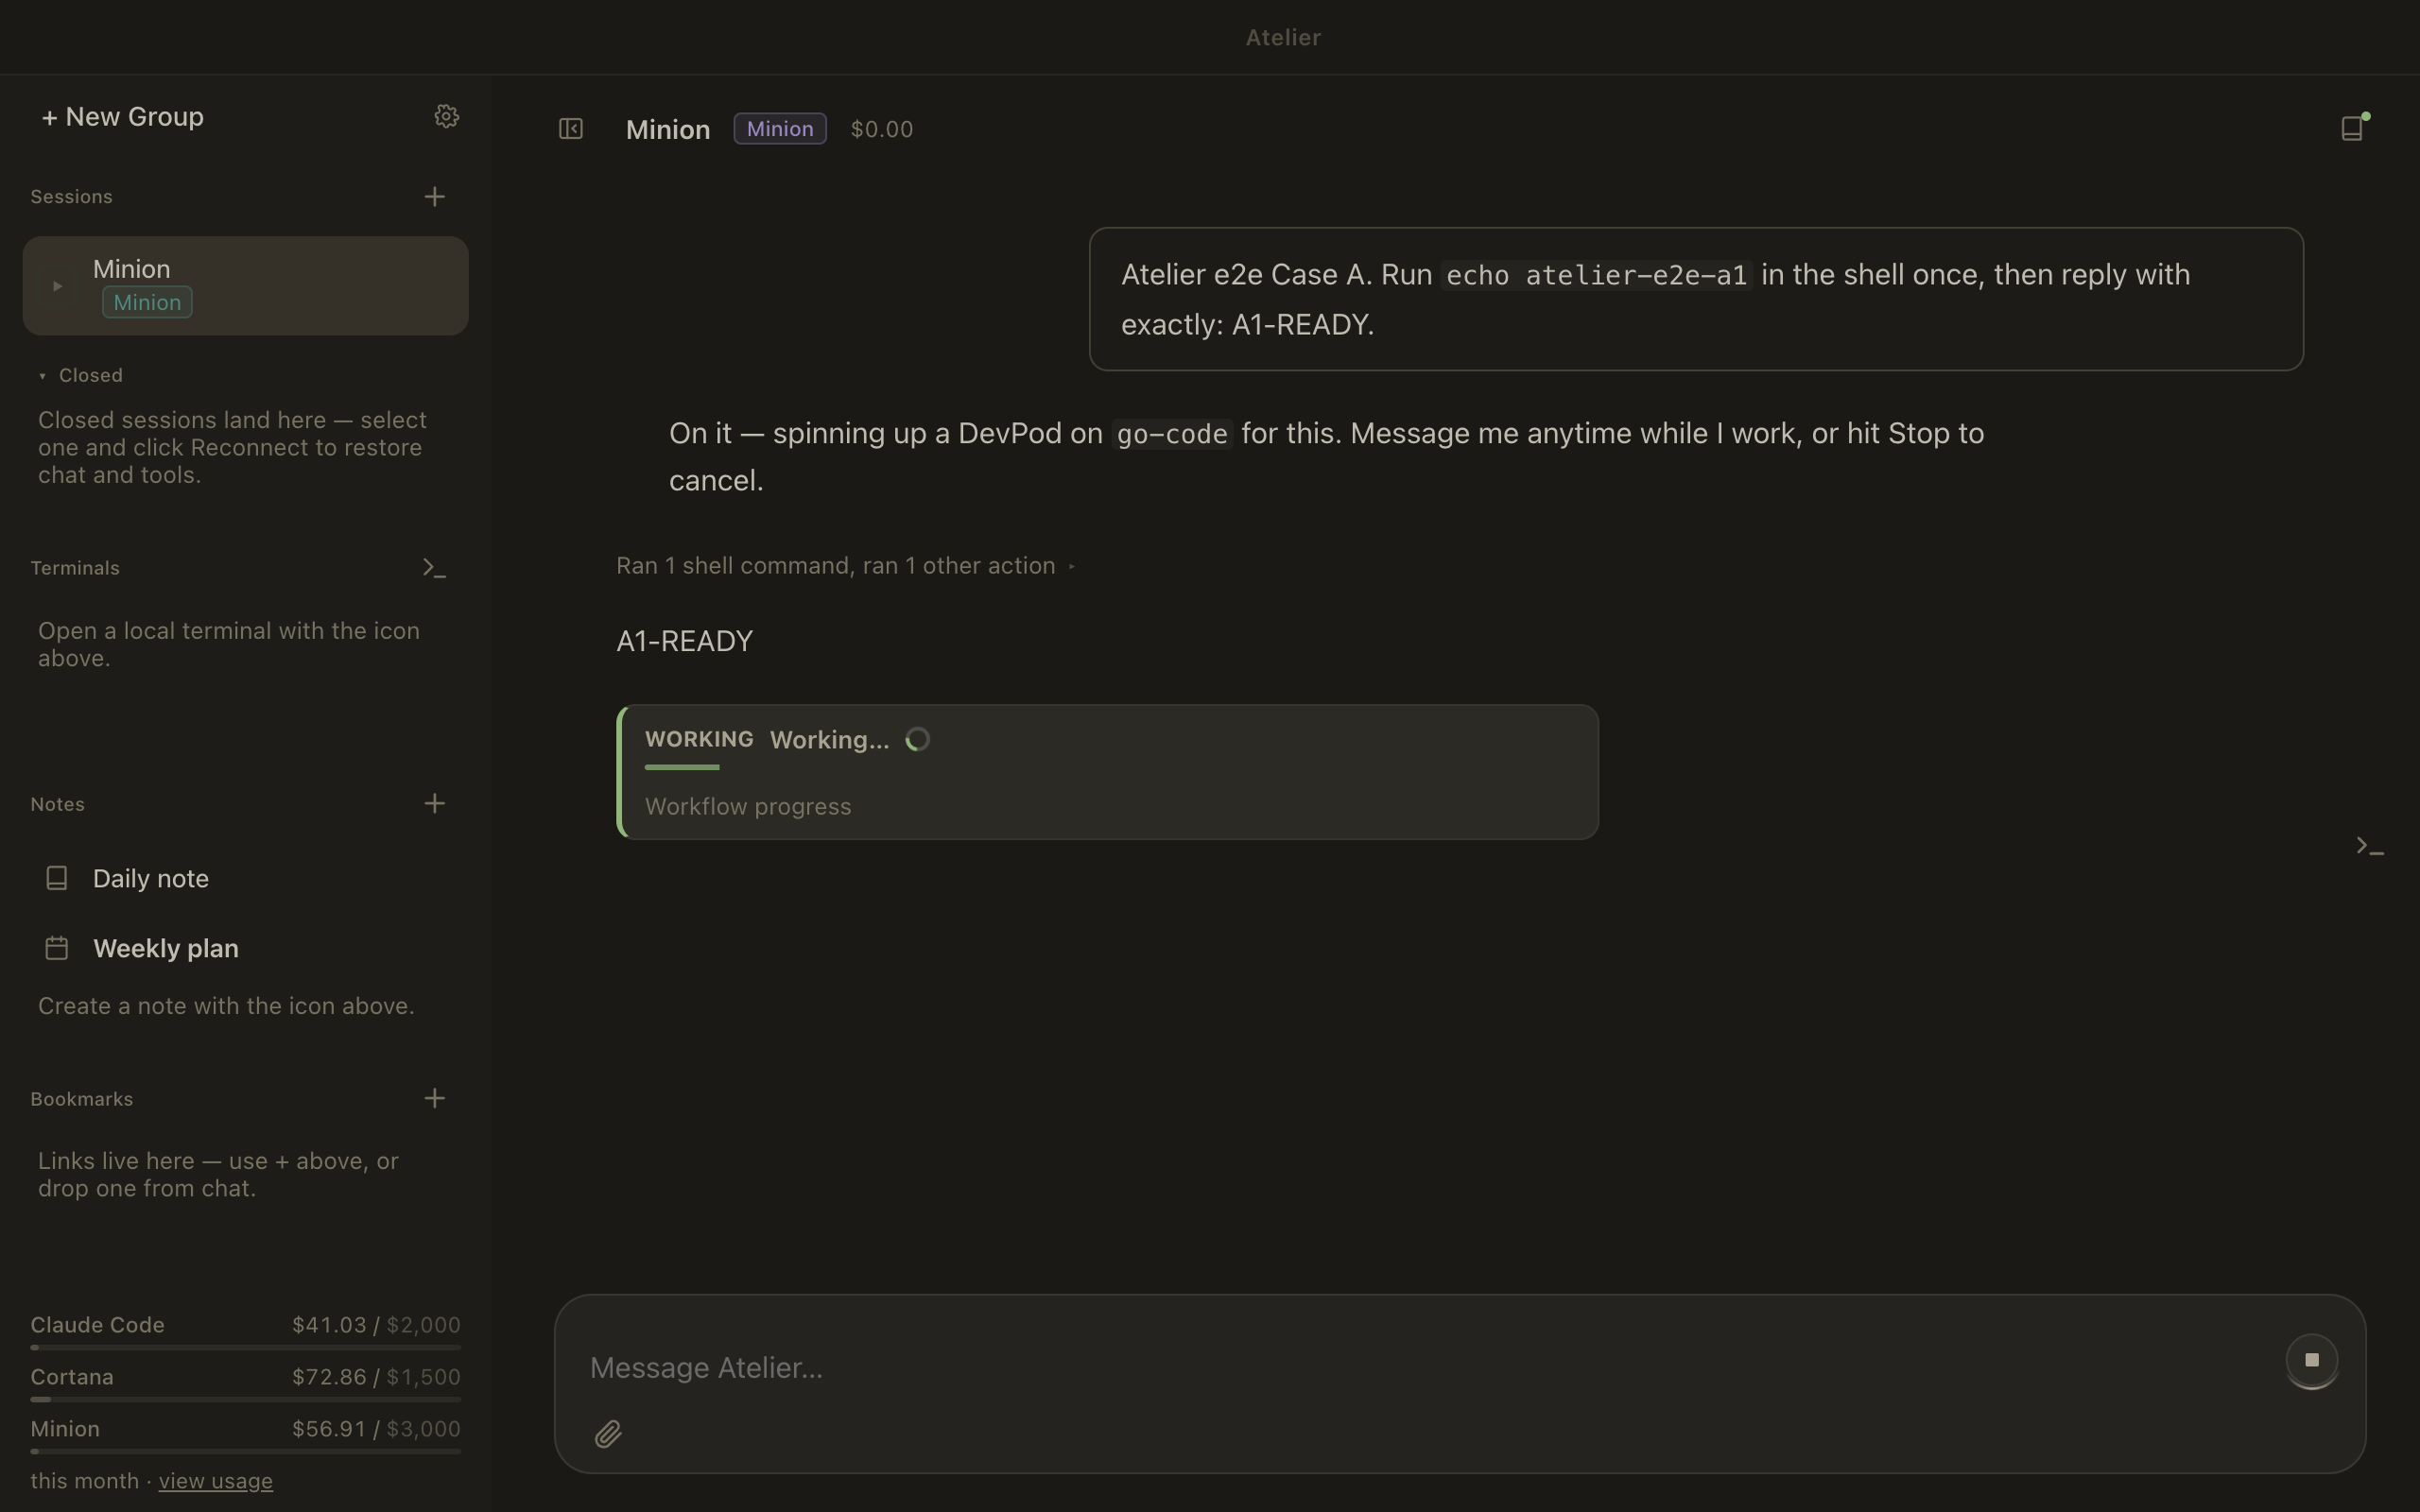 Atelier
+ New Group
Sessions
Minion
Minion
Closed
Closed sessions land here — select
one and click Reconnect to restore
chat and tools.
Terminals
Open a local terminal with the icon
above.
Notes
Daily note
Weekly plan
Create a note with the icon above.
Bookmarks
Links live here — use + above, or
drop one from chat.
Claude Code $41.03 / $2,000
Cortana $72.86 / $1,500
Minion $56.91 / $3,000
this month · view usage
Minion Minion $0.00
Atelier e2e Case A. Run echo atelier-e2e-a1 in the shell once, then reply with
exactly: A1-READY.
On it — spinning up a DevPod on go-code for this. Message me anytime while I work, or hit Stop to
cancel.
Ran 1 shell command, ran 1 other action
A1-READY
WORKING Working...
Workflow progress
Message Atelier...